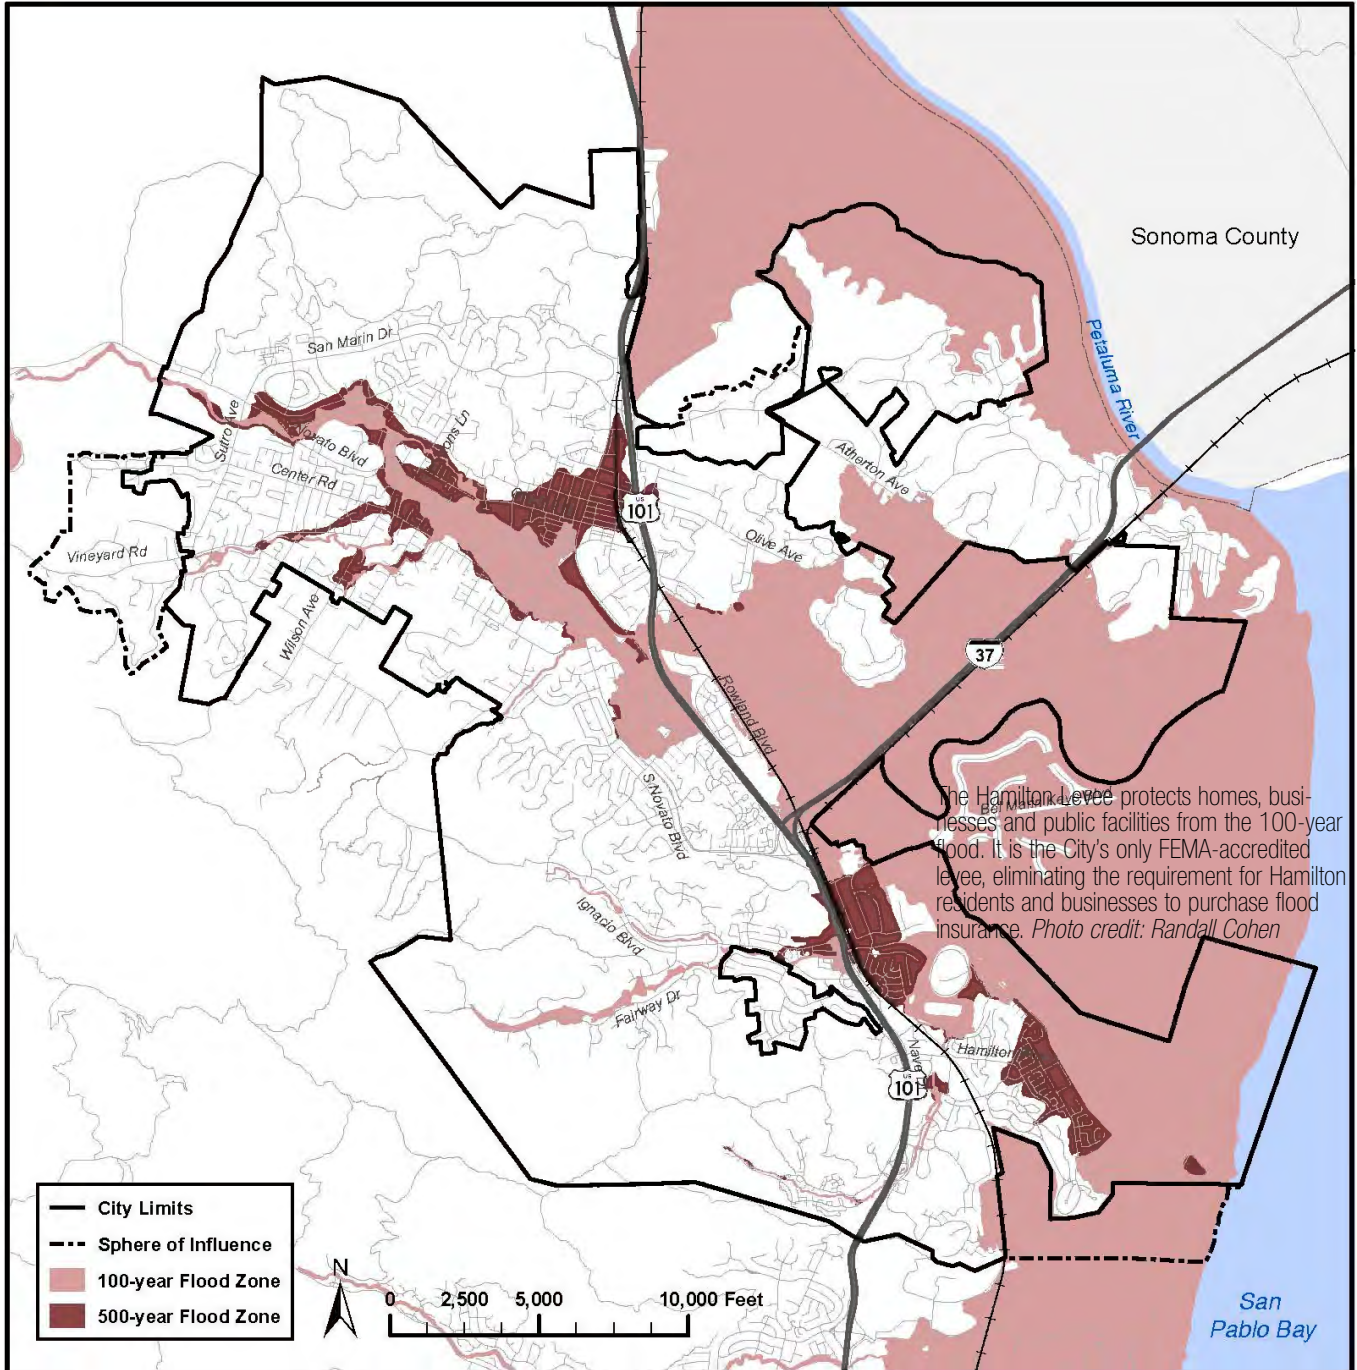 Sonoma County
Petaluma River
San Marin Dr
Sutro Ave
Novato Blvd
Center Rd
Vineyard Rd
Wilson Ave
Atherton Ave
Olive Ave
US
101
37
Rowland Blvd
S Novato Blvd
The Hamilton Levee protects homes, busi-
nesses and public facilities from the 100-year
flood. It is the City's only FEMA-accredited
levee, eliminating the requirement for Hamilton
residents and businesses to purchase flood
insurance. Photo credit: Randall Cohen
Ignacio Blvd
Fairway Dr
Hamilton
US
101
City Limits
Sphere of Influence
100-year Flood Zone
500-year Flood Zone
N
0 2,500 5,000 10,000 Feet
San
Pablo Bay